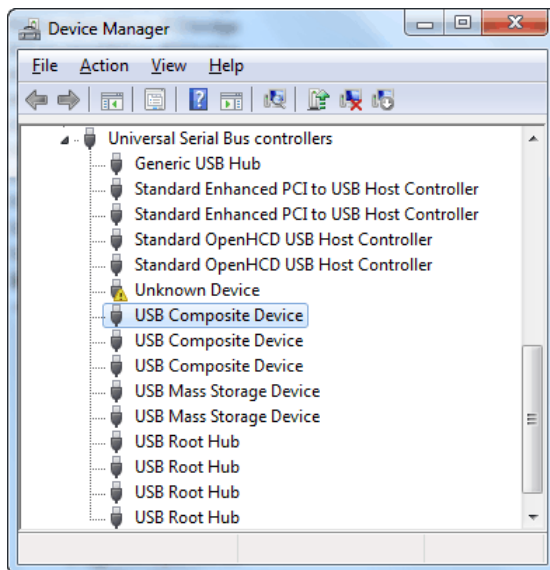 Device Manager
File Action View Help
Universal Serial Bus controllers
Generic USB Hub
Standard Enhanced PCI to USB Host Controller
Standard Enhanced PCI to USB Host Controller
Standard OpenHCD USB Host Controller
Standard OpenHCD USB Host Controller
Unknown Device
USB Composite Device
USB Composite Device
USB Composite Device
USB Mass Storage Device
USB Mass Storage Device
USB Root Hub
USB Root Hub
USB Root Hub
USB Root Hub